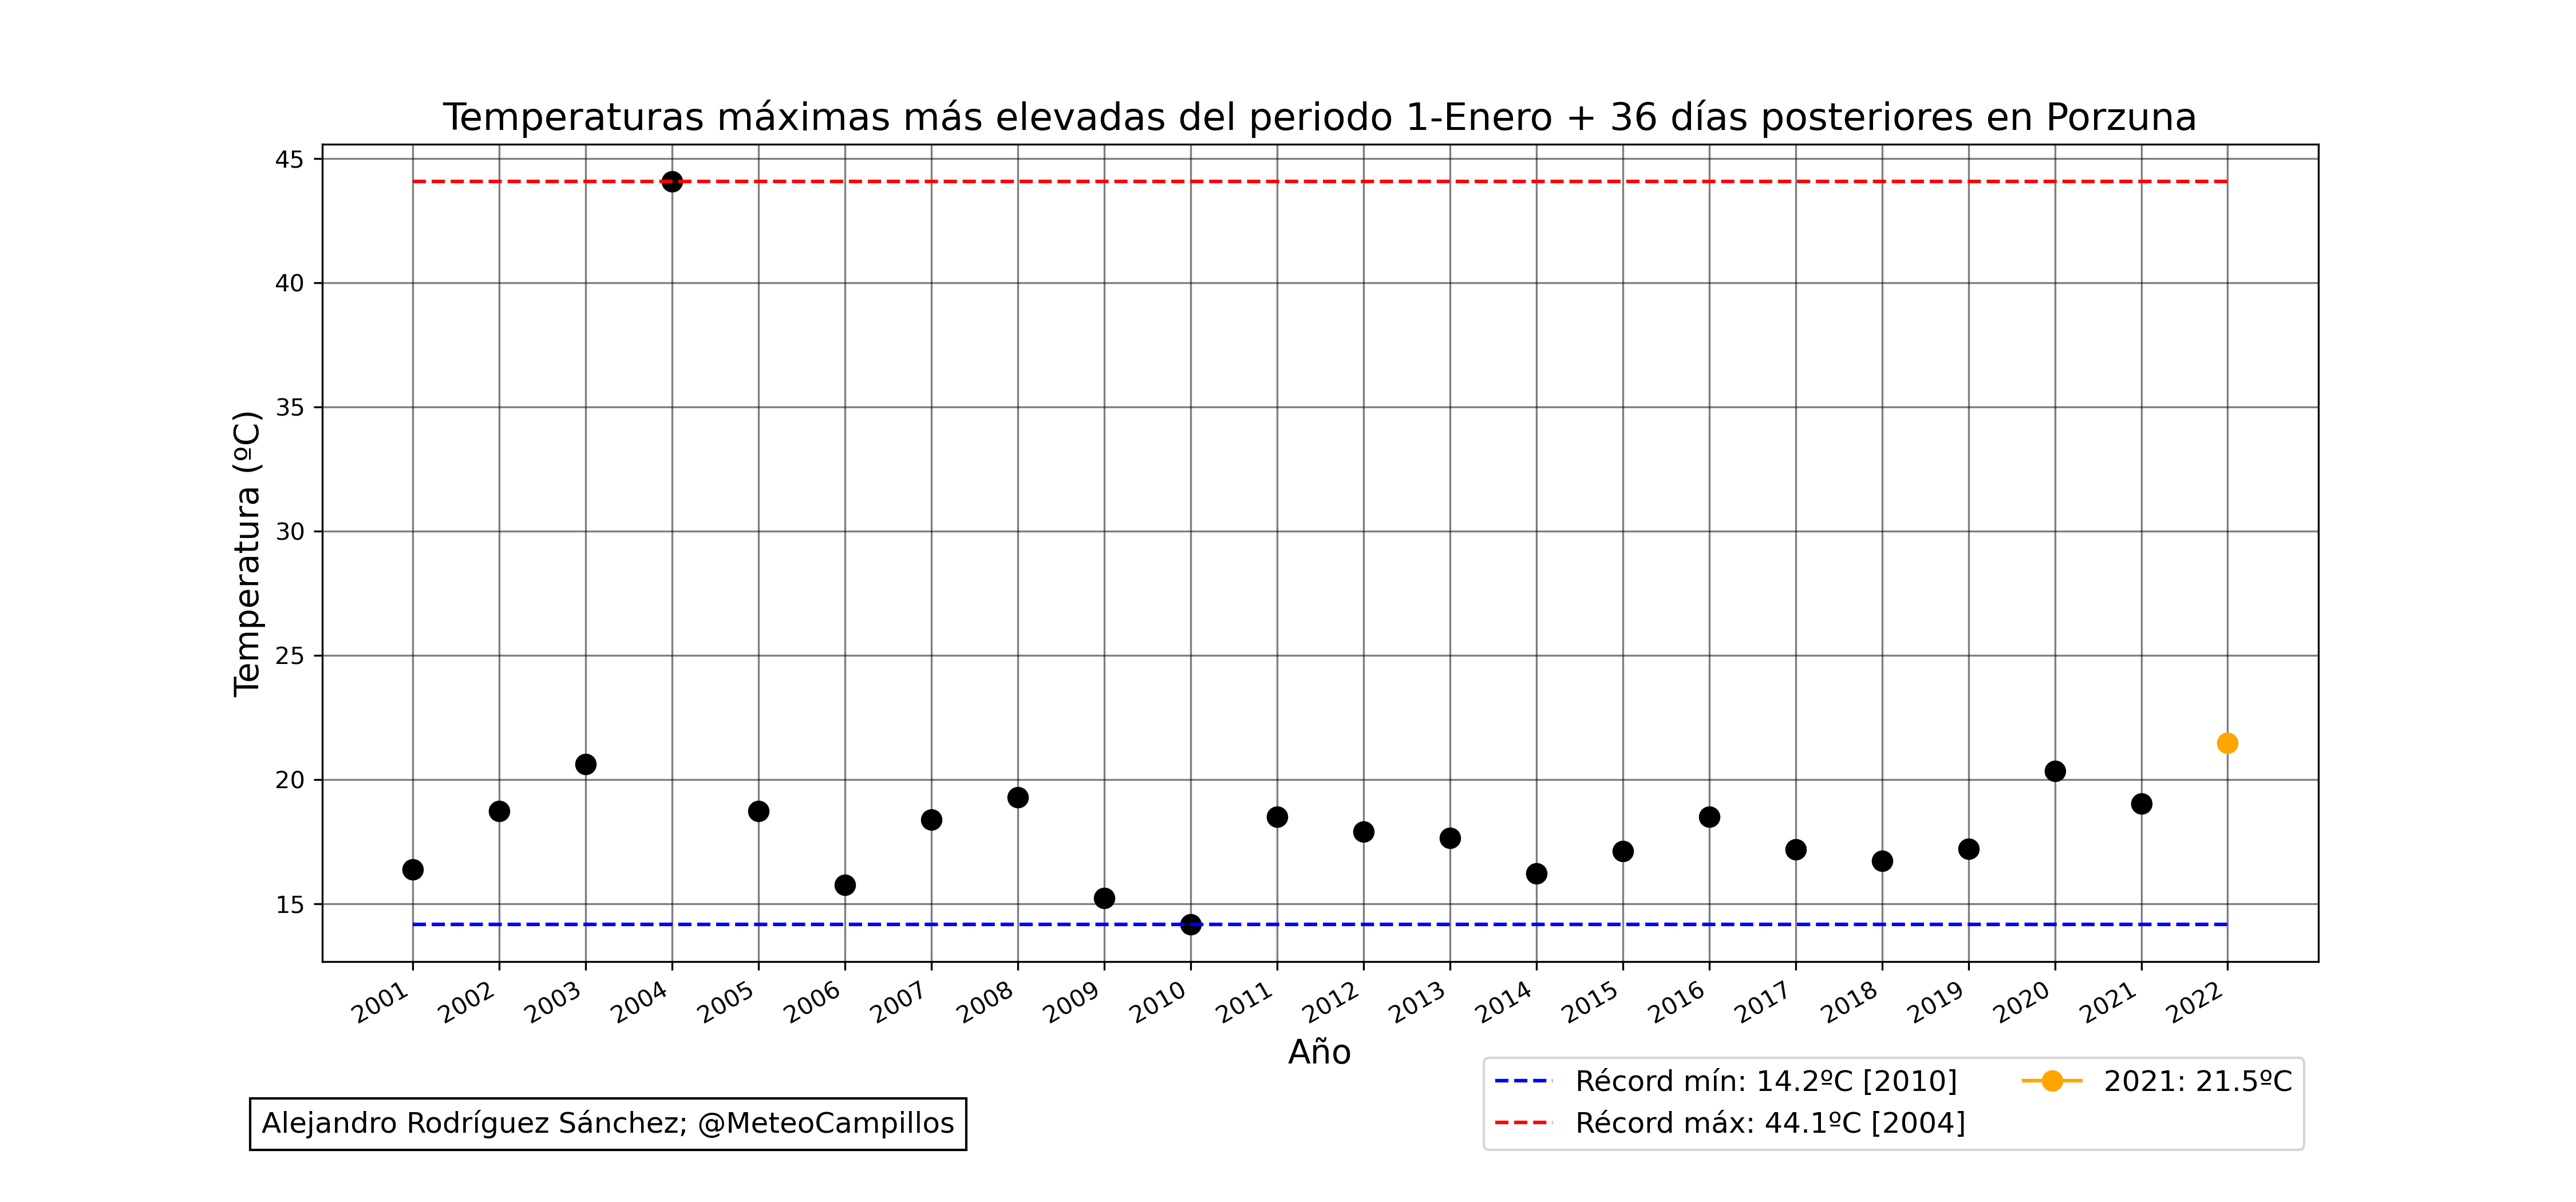 Temperaturas máximas más elevadas del periodo 1-Enero + 36 días posteriores en Porzuna
Temperatura (ºC)
45
40
35
30
25
20
15
2001 2002 2003 2004 2005 2006 2007 2008 2009 2010 2011 2012 2013 2014 2015 2016 2017 2018 2019 2020 2021 2022
Año
Récord mín: 14.2ºC [2010]
Récord máx: 44.1ºC [2004]
2021: 21.5ºC
Alejandro Rodríguez Sánchez; @MeteoCampillos